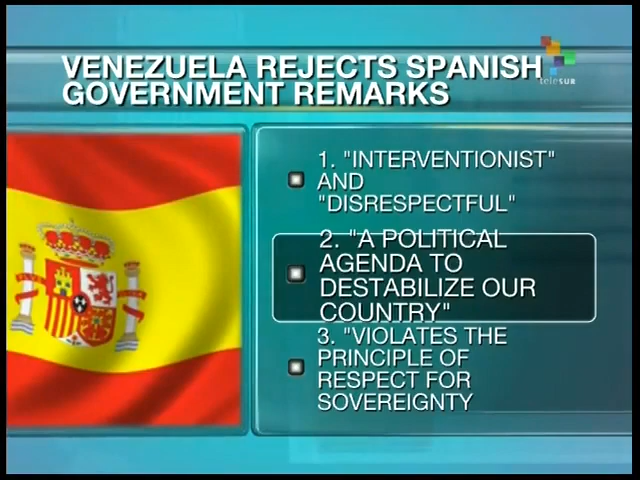 VENEZUELA REJECTS SPANISH
GOVERNMENT REMARKS
teleSUR
1. "INTERVENTIONIST"
AND
"DISRESPECTFUL"
2. "A POLITICAL
AGENDA TO
DESTABILIZE OUR
COUNTRY"
3. "VIOLATES THE
PRINCIPLE OF
RESPECT FOR
SOVEREIGNTY